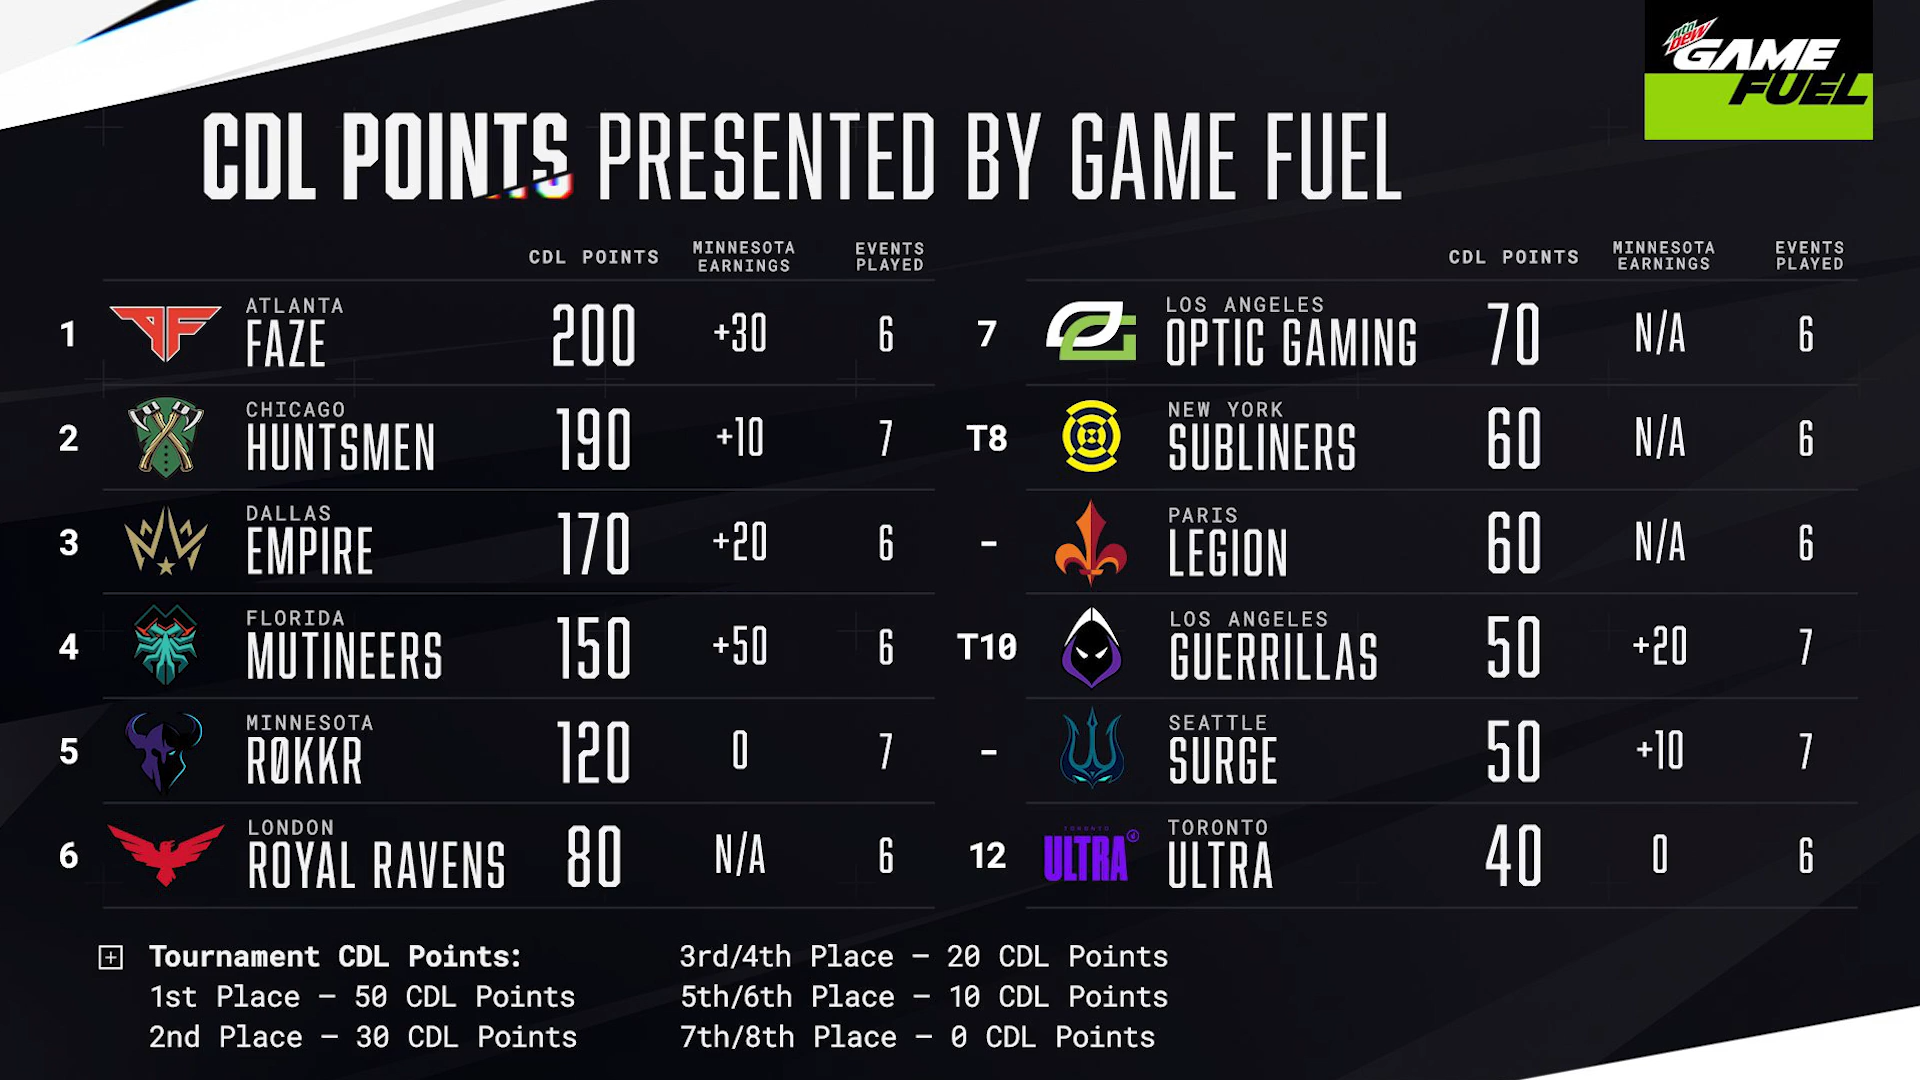 Mtn DEW
GAME
FUEL
CDL POINTS PRESENTED BY GAME FUEL
CDL POINTS MINNESOTA EARNINGS EVENTS PLAYED
1 ATLANTA FAZE 200 +30 6
2 CHICAGO HUNTSMEN 190 +10 7
3 DALLAS EMPIRE 170 +20 6
4 FLORIDA MUTINEERS 150 +50 6
5 MINNESOTA RØKKR 120 0 7
6 LONDON ROYAL RAVENS 80 N/A 6
CDL POINTS MINNESOTA EARNINGS EVENTS PLAYED
7 LOS ANGELES OPTIC GAMING 70 N/A 6
T8 NEW YORK SUBLINERS 60 N/A 6
- PARIS LEGION 60 N/A 6
T10 LOS ANGELES GUERRILLAS 50 +20 7
- SEATTLE SURGE 50 +10 7
12 TORONTO ULTRA TORONTO ULTRA 40 0 6
Tournament CDL Points:
1st Place – 50 CDL Points
2nd Place – 30 CDL Points
3rd/4th Place – 20 CDL Points
5th/6th Place – 10 CDL Points
7th/8th Place – 0 CDL Points